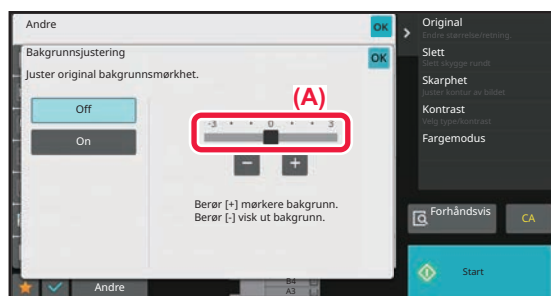 Andre
OK
Bakgrunnsjustering
OK
Juster original bakgrunnsmørkhet.
(A)
Off
On
-3 • • 0 • • 3
− +
Berør [+] mørkere bakgrunn.
Berør [-] visk ut bakgrunn.
Andre
B4
A3
Original
Endre størrelse/retning.
Slett
Slett skygge rundt
Skarphet
Juster kontur av bildet
Kontrast
Velg type/kontrast
Fargemodus
Forhåndsvis
CA
Start